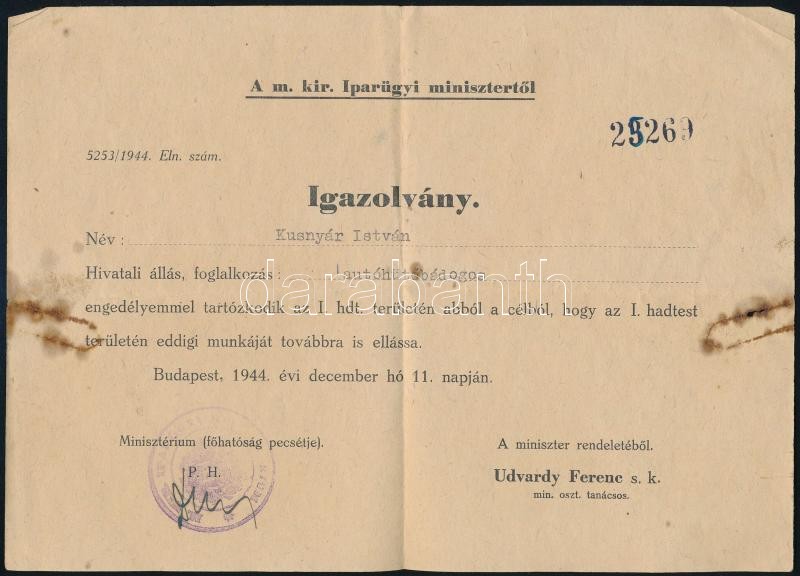 A m. kir. Iparügyi minisztertől
25269
5253/1944. Eln. szám.
Igazolvány.
Név: Kusnyár István
Hivatali állás, foglalkozás: autóhűtőbádogos
engedélyemmel tartózkodik az I. hdt. területén abból a célból, hogy az I. hadtest
területén eddigi munkáját továbbra is ellássa.
Budapest, 1944. évi december hó 11. napján.
Minisztérium (főhatóság pecsétje).
P. H.
A miniszter rendeletéből.
Udvardy Ferenc s. k.
min. oszt. tanácsos.
darabanth